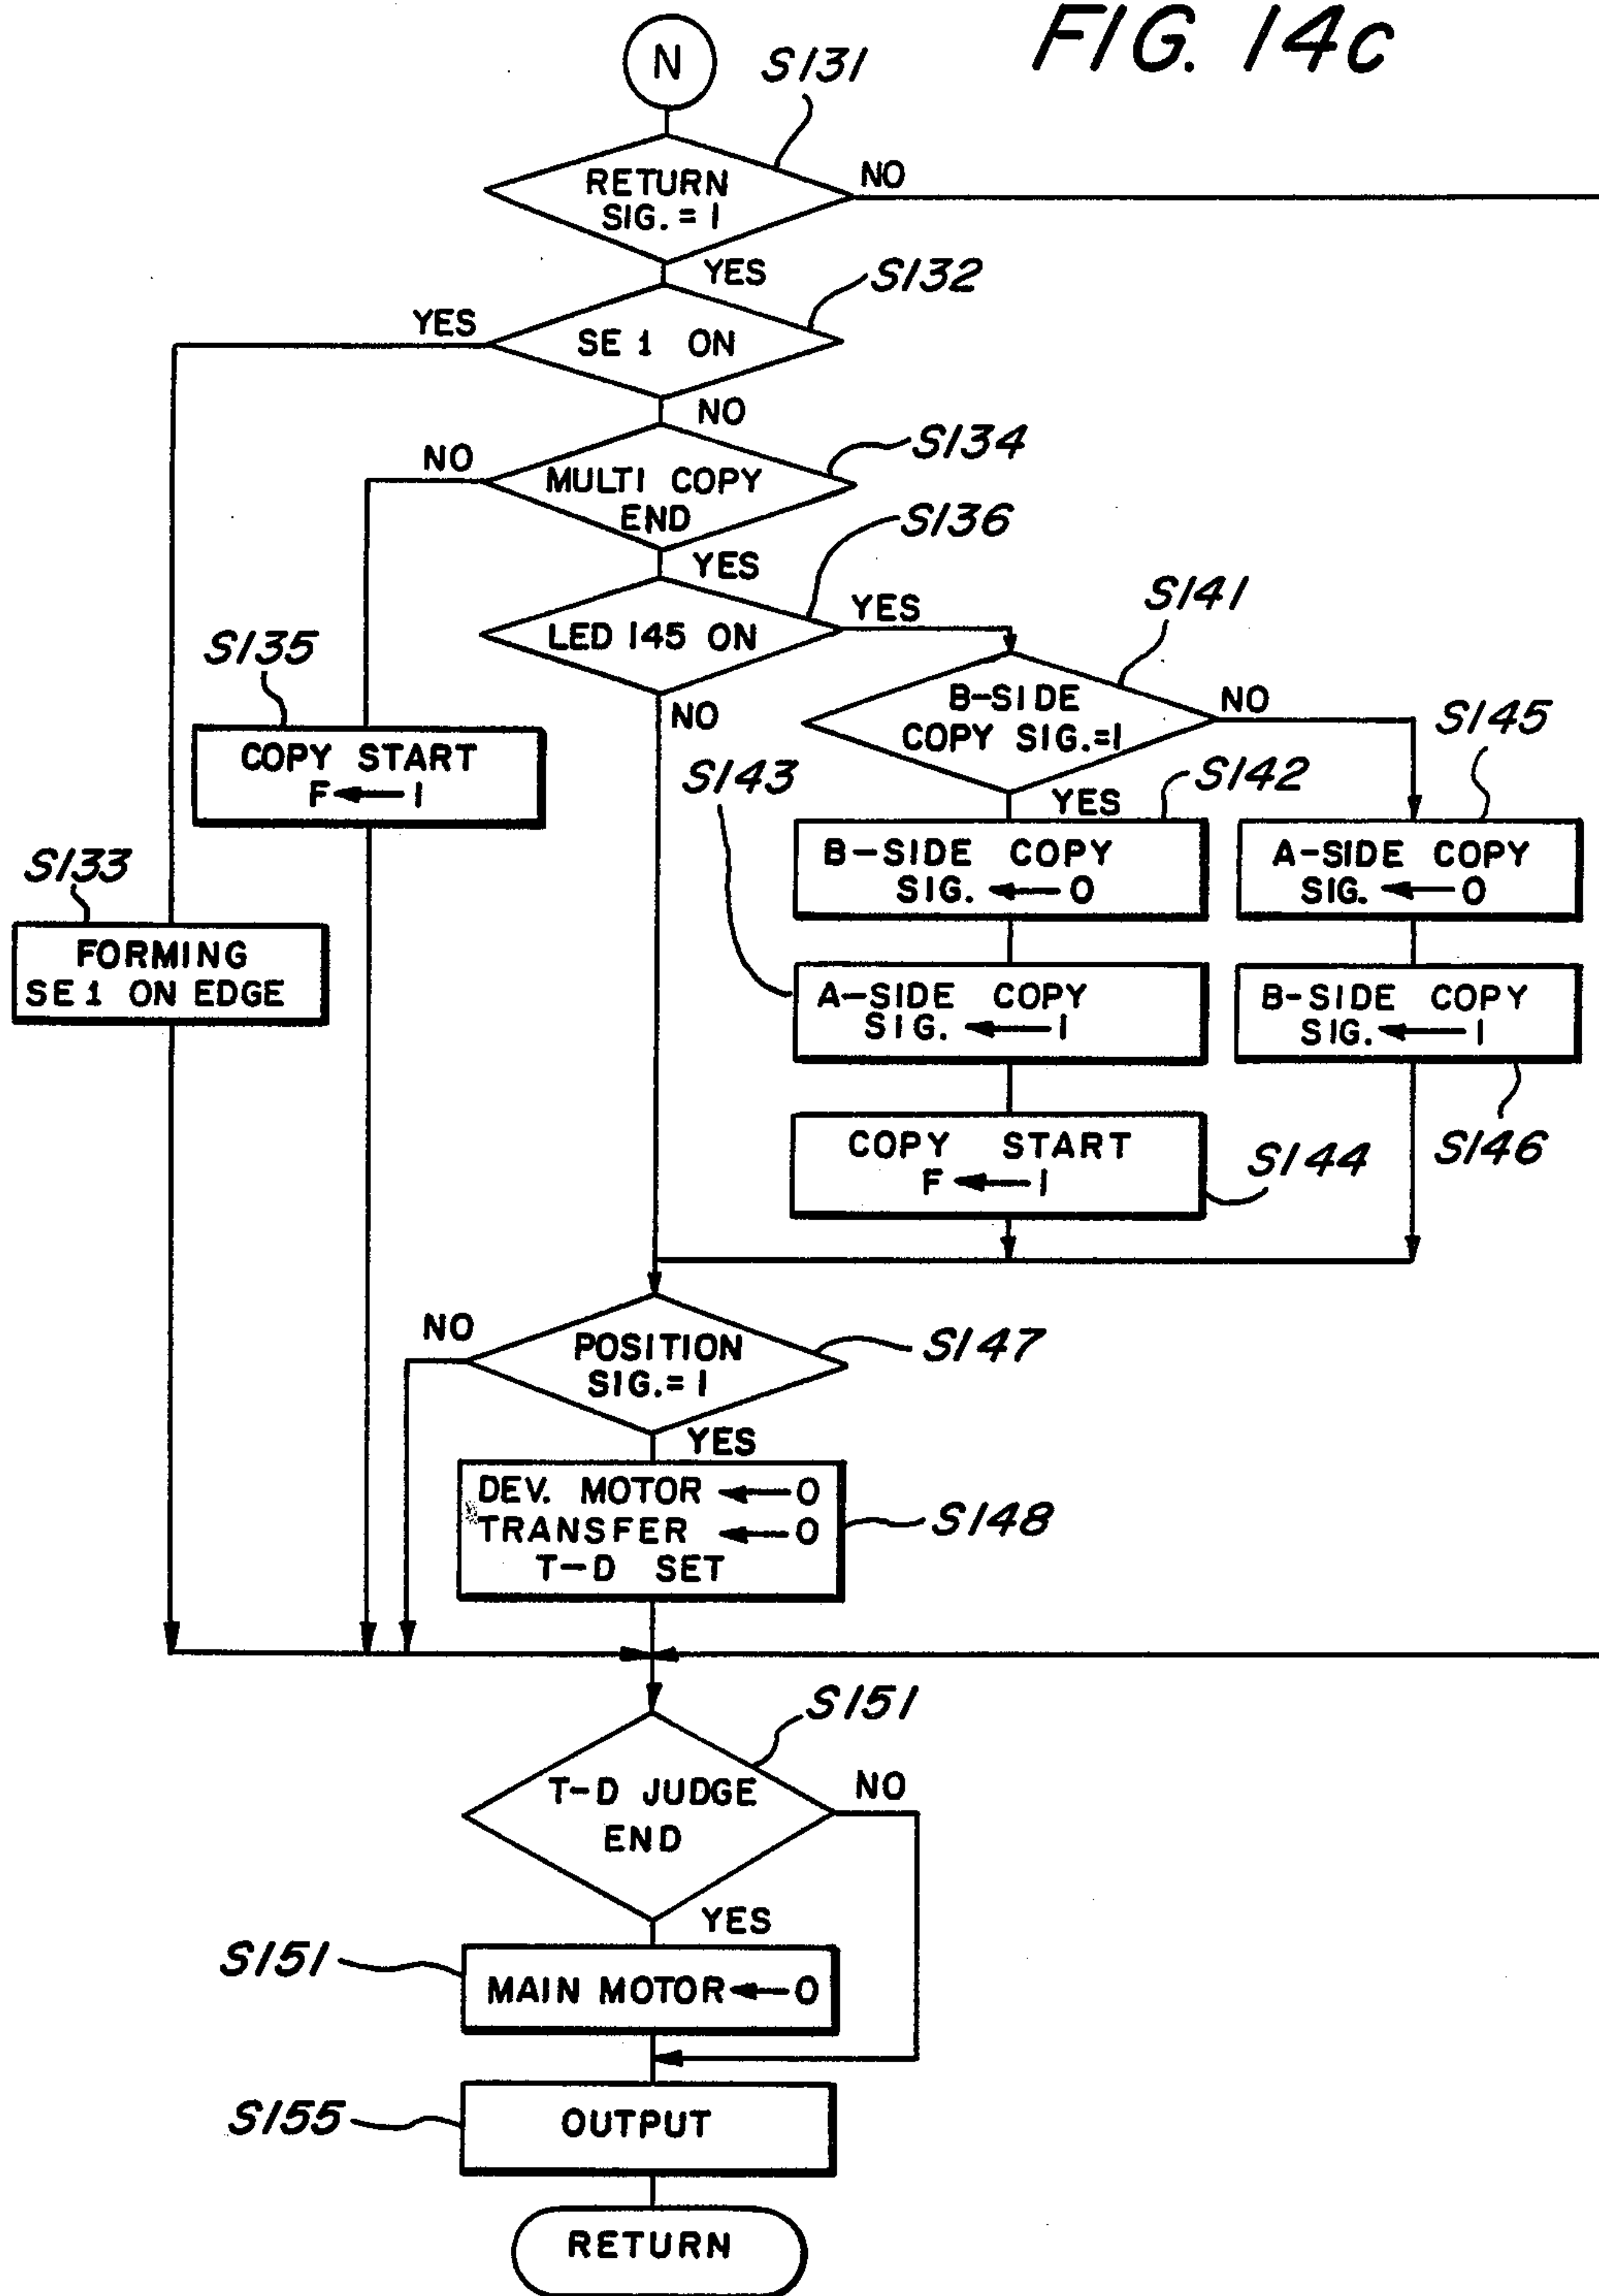 FIG. 14c
N
S131
RETURN
SIG. = 1
NO
YES
S132
SE 1 ON
YES
NO
S134
MULTI COPY
END
NO
YES
S136
LED 145 ON
YES
NO
S141
B-SIDE
COPY SIG.=1
NO
YES
S135
COPY START
F ← 1
S133
FORMING
SE 1 ON EDGE
S142
B-SIDE COPY
SIG. ← 0
S145
A-SIDE COPY
SIG. ← 0
S143
A-SIDE COPY
SIG. ← 1
B-SIDE COPY
SIG. ← 1
S146
COPY START
F ← 1
S144
S147
POSITION
SIG.= 1
NO
YES
DEV. MOTOR ← 0
TRANSFER ← 0
T-D SET
S148
S151
T-D JUDGE
END
NO
YES
S151
MAIN MOTOR ← 0
S155
OUTPUT
RETURN